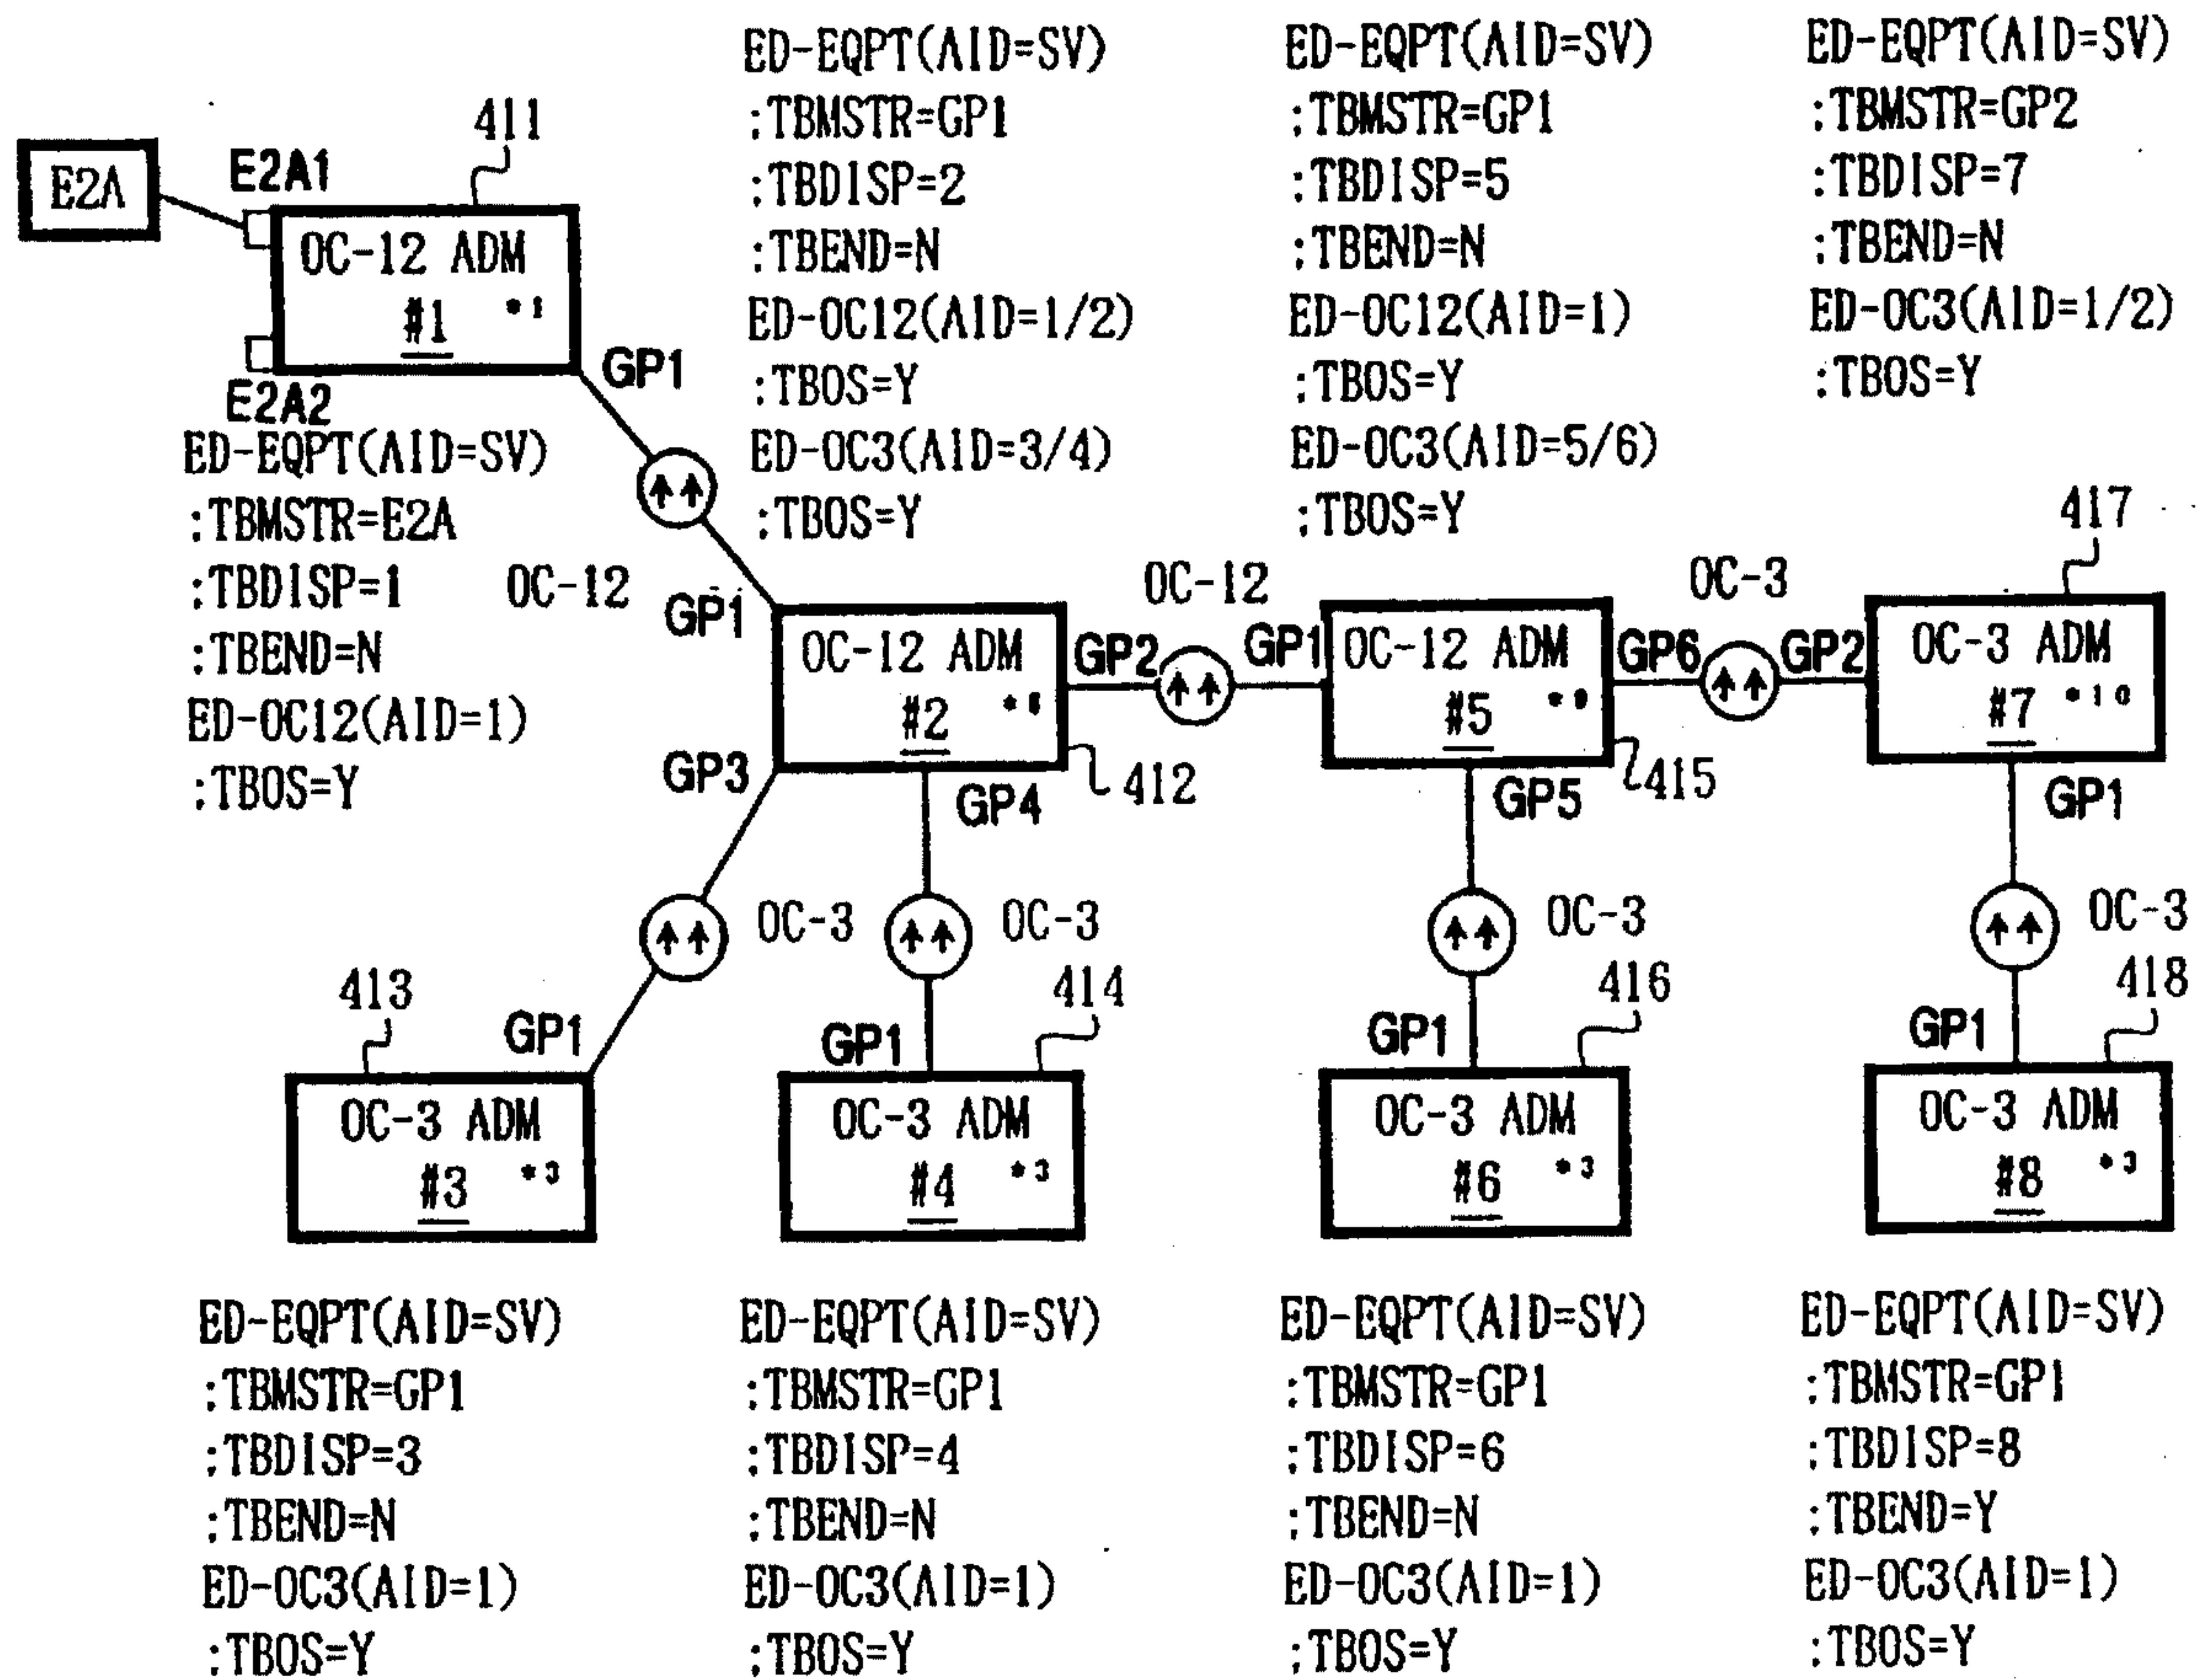 E2A
E2A1
411
OC-12 ADM
#1 *1
E2A2
GP1
ED-EQPT(AID=SV)
:TBMSTR=E2A
:TBDISP=1
:TBEND=N
ED-OC12(AID=1)
:TBOS=Y
ED-EQPT(AID=SV)
:TBMSTR=GP1
:TBDISP=2
:TBEND=N
ED-OC12(AID=1/2)
:TBOS=Y
ED-OC3(AID=3/4)
:TBOS=Y
ED-EQPT(AID=SV)
:TBMSTR=GP1
:TBDISP=5
:TBEND=N
ED-OC12(AID=1)
:TBOS=Y
ED-OC3(AID=5/6)
:TBOS=Y
ED-EQPT(AID=SV)
:TBMSTR=GP2
:TBDISP=7
:TBEND=N
ED-OC3(AID=1/2)
:TBOS=Y
OC-12
GP1
OC-12 ADM
#2
GP2
OC-12
GP1
OC-12 ADM
#5
GP6
OC-3
GP2
417
OC-3 ADM
#7 *10
GP3
GP4
412
GP5
415
GP1
OC-3
OC-3
OC-3
OC-3
413
GP1
414
GP1
416
GP1
418
GP1
OC-3 ADM
#3 *3
OC-3 ADM
#4 *3
OC-3 ADM
#6 *3
OC-3 ADM
#8 *3
ED-EQPT(AID=SV)
:TBMSTR=GP1
:TBDISP=3
:TBEND=N
ED-OC3(AID=1)
:TBOS=Y
ED-EQPT(AID=SV)
:TBMSTR=GP1
:TBDISP=4
:TBEND=N
ED-OC3(AID=1)
:TBOS=Y
ED-EQPT(AID=SV)
:TBMSTR=GP1
:TBDISP=6
:TBEND=N
ED-OC3(AID=1)
:TBOS=Y
ED-EQPT(AID=SV)
:TBMSTR=GP1
:TBDISP=8
:TBEND=Y
ED-OC3(AID=1)
:TBOS=Y